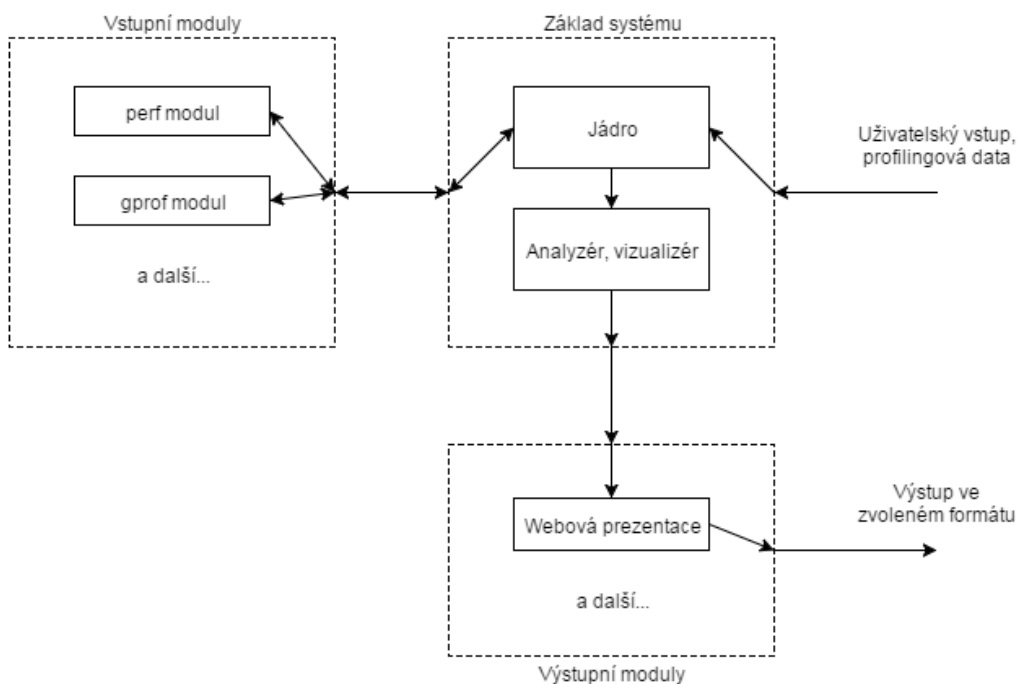 Vstupní moduly
perf modul
gprof modul
a další...
Základ systému
Jádro
Analyzér, vizualizér
Uživatelský vstup,
profilingová data
Webová prezentace
a další...
Výstupní moduly
Výstup ve
zvoleném formátu